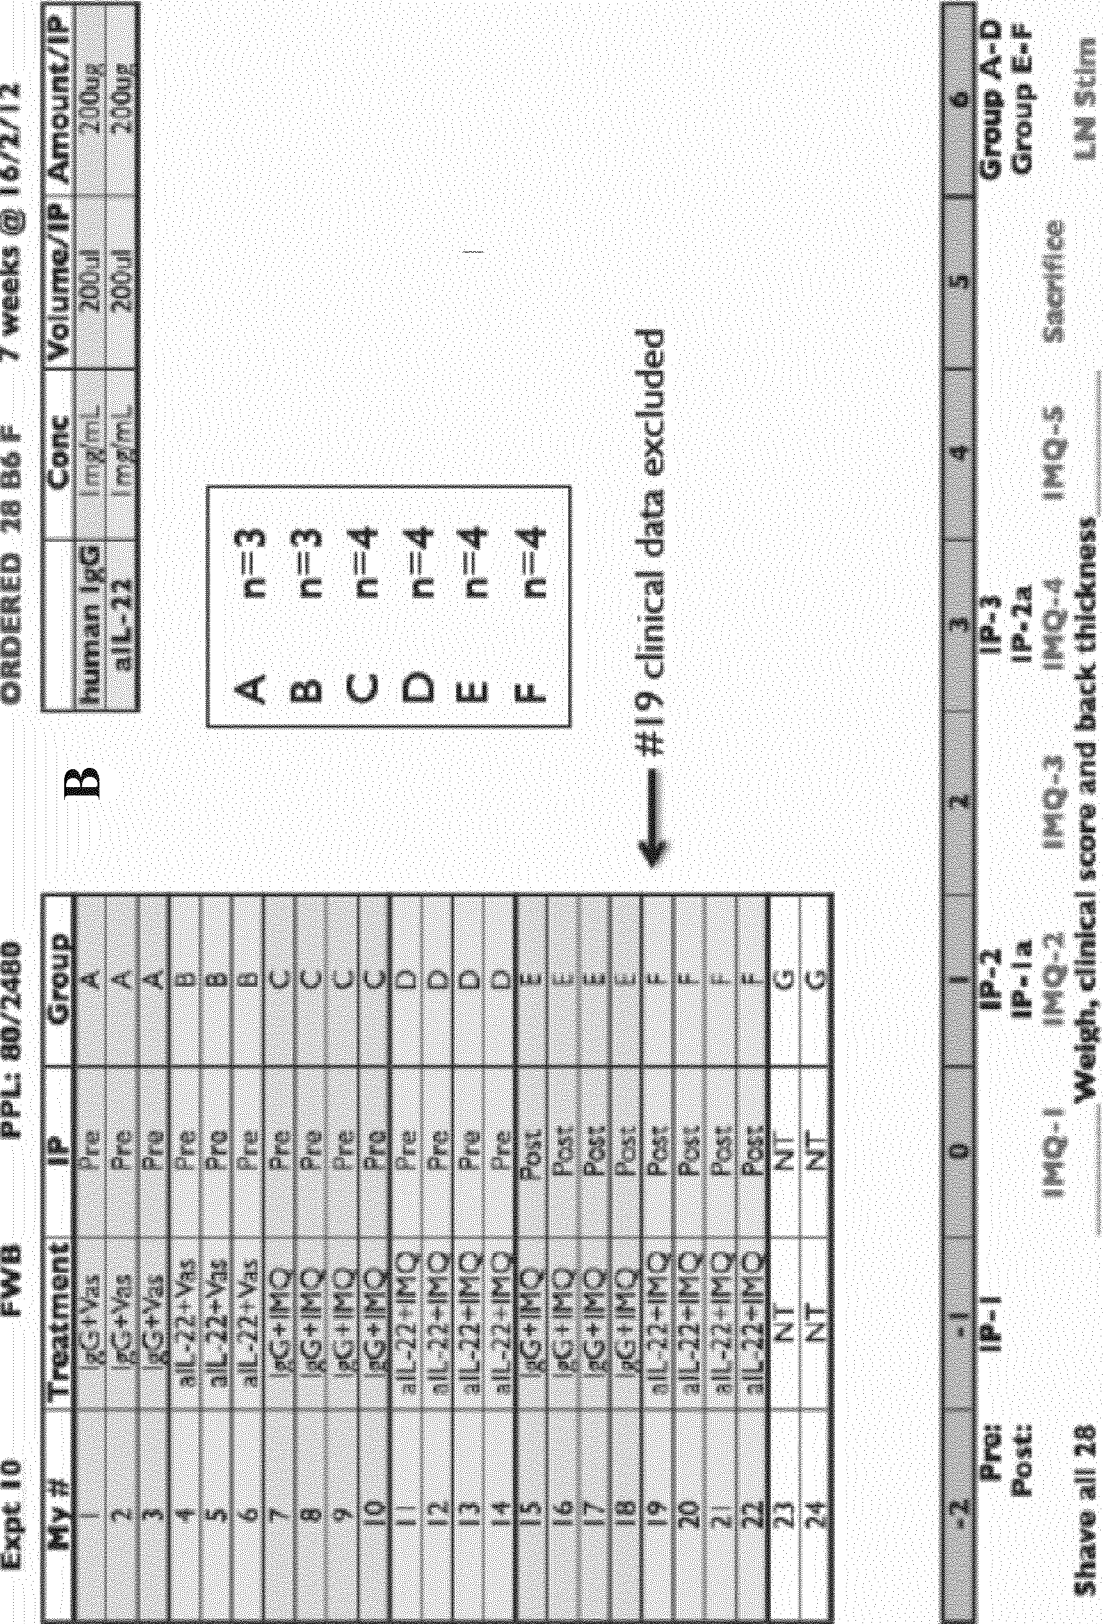 Expt 10 FWB PPL: 80/2480 ORDERED 28 B6 F 7 weeks @ 16/2/12
My # Treatment IP Group
1 IgG+Vas Pre A
2 IgG+Vas Pre A
3 IgG+Vas Pre A
4 aIL-22+Vas Pre B
5 aIL-22+Vas Pre B
6 aIL-22+Vas Pre B
7 IgG+IMQ Pre C
8 IgG+IMQ Pre C
9 IgG+IMQ Pre C
10 IgG+IMQ Pre C
11 aIL-22+IMQ Pre D
12 aIL-22+IMQ Pre D
13 aIL-22+IMQ Pre D
14 aIL-22+IMQ Pre D
15 IgG+IMQ Post E
16 IgG+IMQ Post E
17 IgG+IMQ Post E
18 IgG+IMQ Post E
19 aIL-22+IMQ Post F
20 aIL-22+IMQ Post F
21 aIL-22+IMQ Post F
22 aIL-22+IMQ Post F
23 NT NT G
24 NT NT G
B
Conc Volume/IP Amount/IP
human IgG 1mg/mL 200ul 200ug
aIL-22 1mg/mL 200ul 200ug
A n=3
B n=3
C n=4
D n=4
E n=4
F n=4
#19 clinical data excluded
-2 -1 0 1 2 3 4 5 6
Pre: IP-1 IP-2 IP-3 Group A-D
Post: IP-1a IP-2a Group E-F
IMQ-1 IMQ-2 IMQ-3 IMQ-4 IMQ-5 Sacrifice
Shave all 28 Weigh, clinical score and back thickness LN Stim